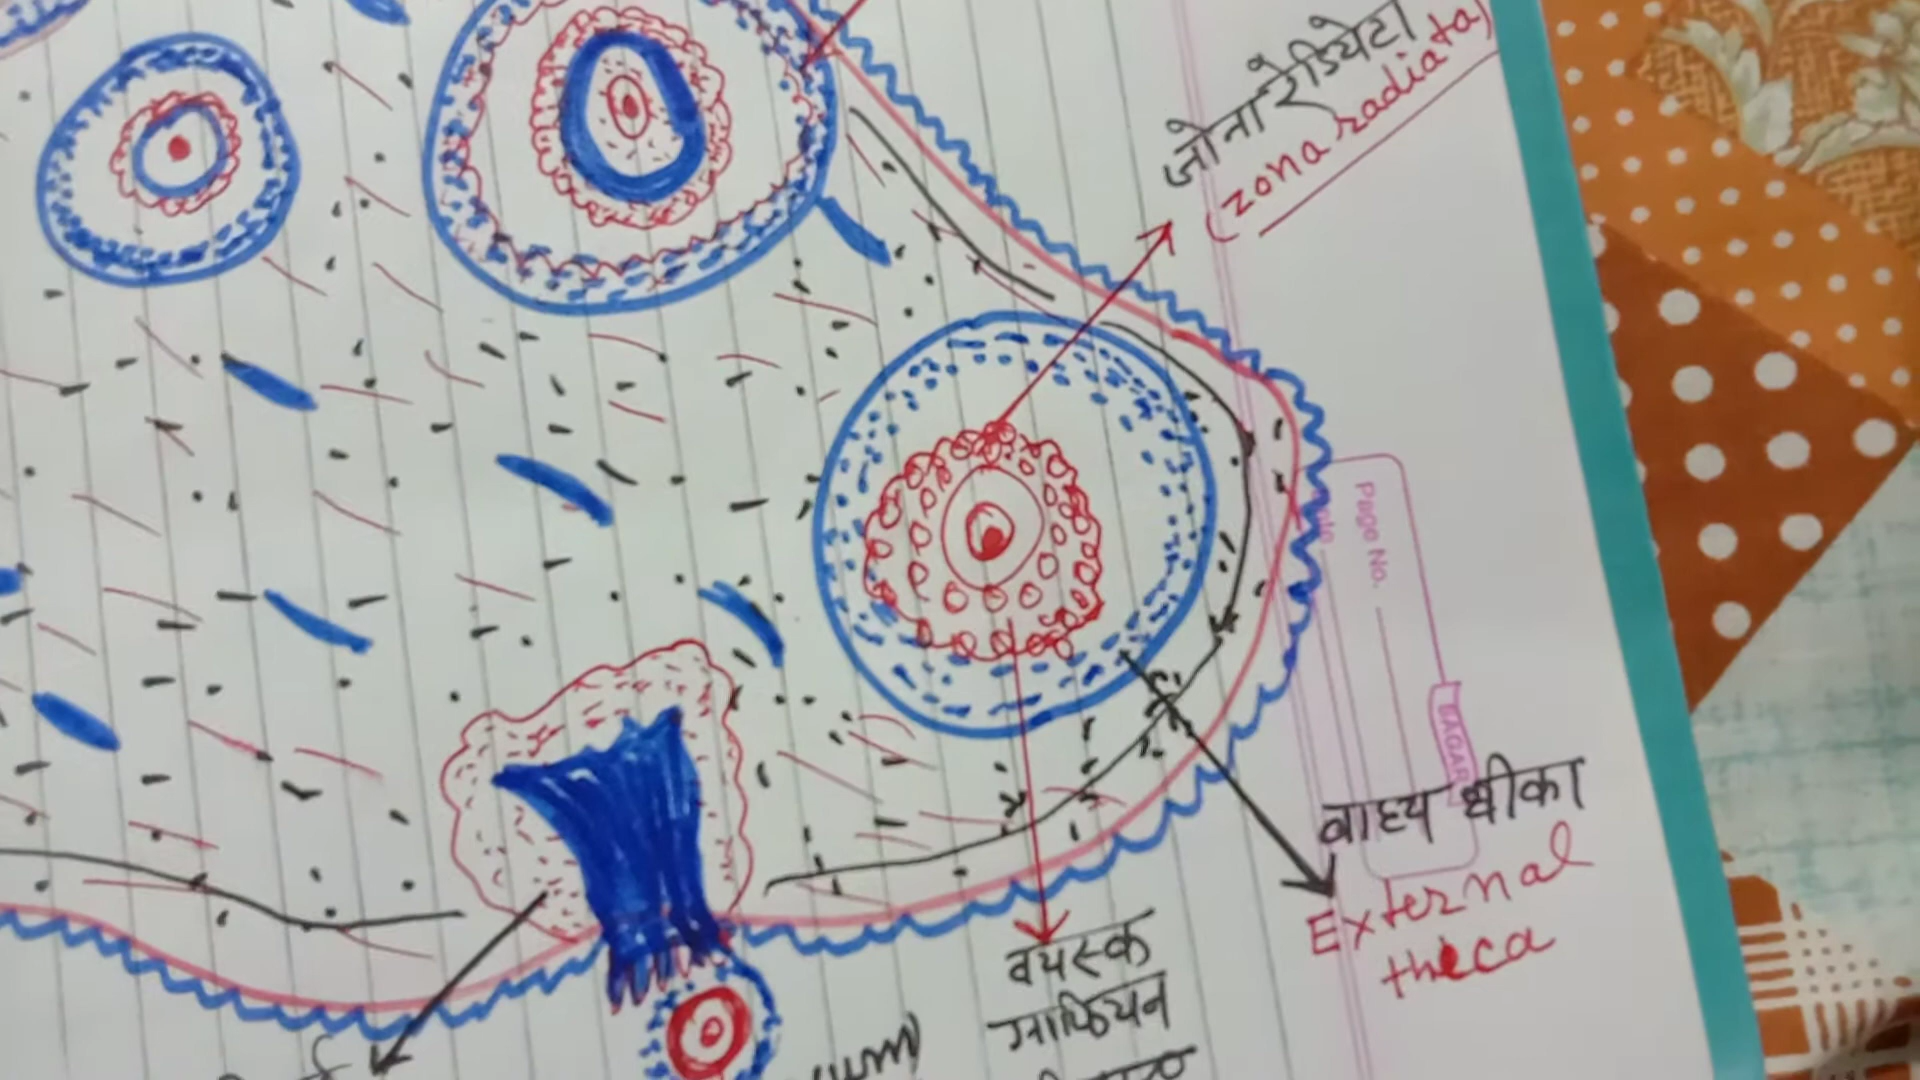 जोना रेडियेटा
(zona radiata)
Page No.
वाह्य थीका
External
theca
वयस्क
ग्राफियन